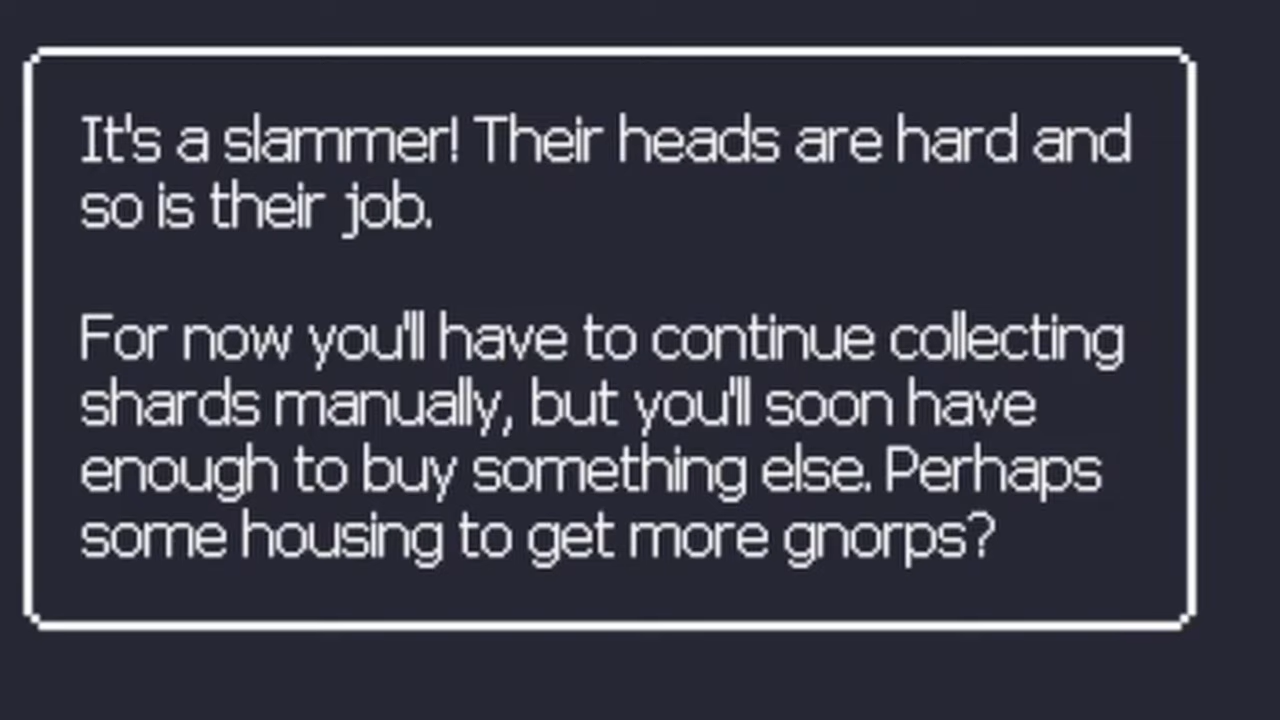 It's a slammer! Their heads are hard and
so is their job.
For now you'll have to continue collecting
shards manually, but you'll soon have
enough to buy something else. Perhaps
some housing to get more gnorps?